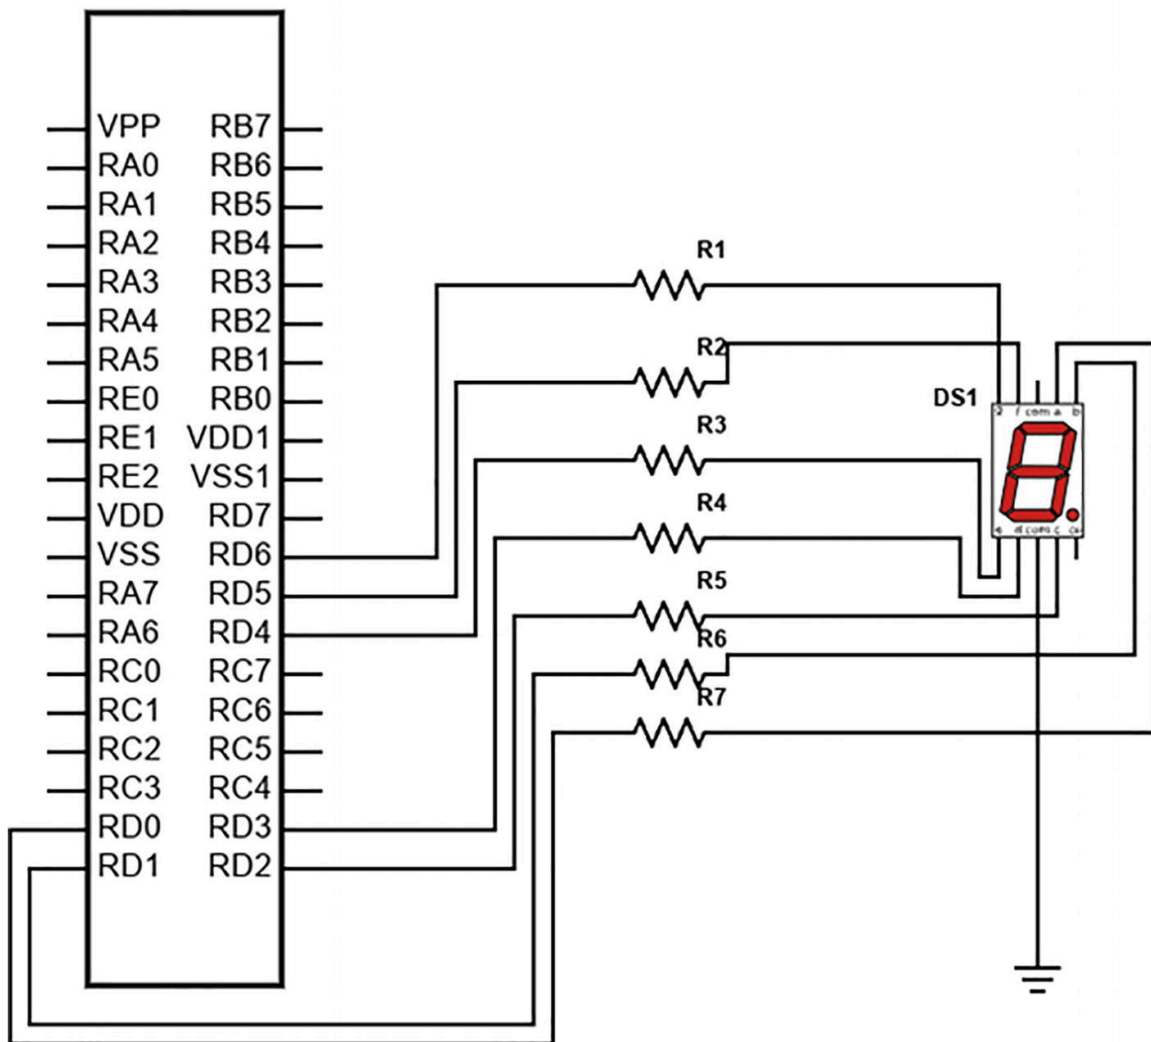 VPP RB7
RA0 RB6
RA1 RB5
RA2 RB4
RA3 RB3
RA4 RB2
RA5 RB1
RE0 RB0
RE1 VDD1
RE2 VSS1
VDD RD7
VSS RD6
RA7 RD5
RA6 RD4
RC0 RC7
RC1 RC6
RC2 RC5
RC3 RC4
RD0 RD3
RD1 RD2
R1
R2
R3
R4
R5
R6
R7
DS1
f com a b
d com c